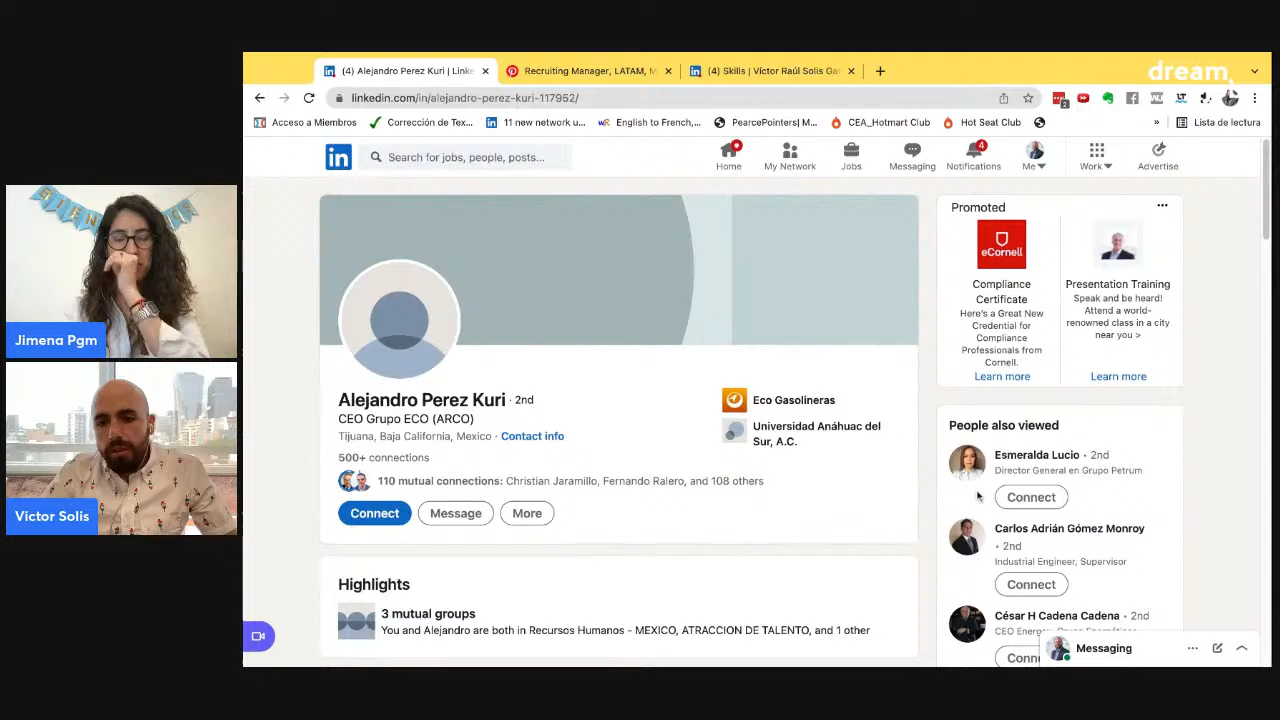 (4) Alejandro Perez Kuri | Linke
Recruiting Manager, LATAM, M
(4) Skills | Víctor Raúl Solis Ga
dream,
linkedin.com/in/alejandro-perez-kuri-117952/
2
Acceso a Miembros
Corrección de Tex...
11 new network u...
English to French,...
PearcePointers| M...
CEA_Hotmart Club
Hot Seat Club
»
Lista de lectura
in
Search for jobs, people, posts...
Home
My Network
Jobs
Messaging
4
Notifications
Me
Work
Advertise
Promoted
eCornell
Compliance
Certificate
Here's a Great New
Credential for
Compliance
Professionals from
Cornell.
Learn more
Presentation Training
Speak and be heard!
Attend a world-
renowned class in a city
near you >
Learn more
Alejandro Perez Kuri · 2nd
CEO Grupo ECO (ARCO)
Tijuana, Baja California, Mexico · Contact info
500+ connections
110 mutual connections: Christian Jaramillo, Fernando Ralero, and 108 others
Connect
Message
More
Eco Gasolineras
Universidad Anáhuac del
Sur, A.C.
Highlights
3 mutual groups
You and Alejandro are both in Recursos Humanos - MEXICO, ATRACCION DE TALENTO, and 1 other
People also viewed
Esmeralda Lucio • 2nd
Director General en Grupo Petrum
Connect
Carlos Adrián Gómez Monroy
• 2nd
Industrial Engineer, Supervisor
Connect
César H Cadena Cadena • 2nd
Messaging
Jimena Pgm
Victor Solis